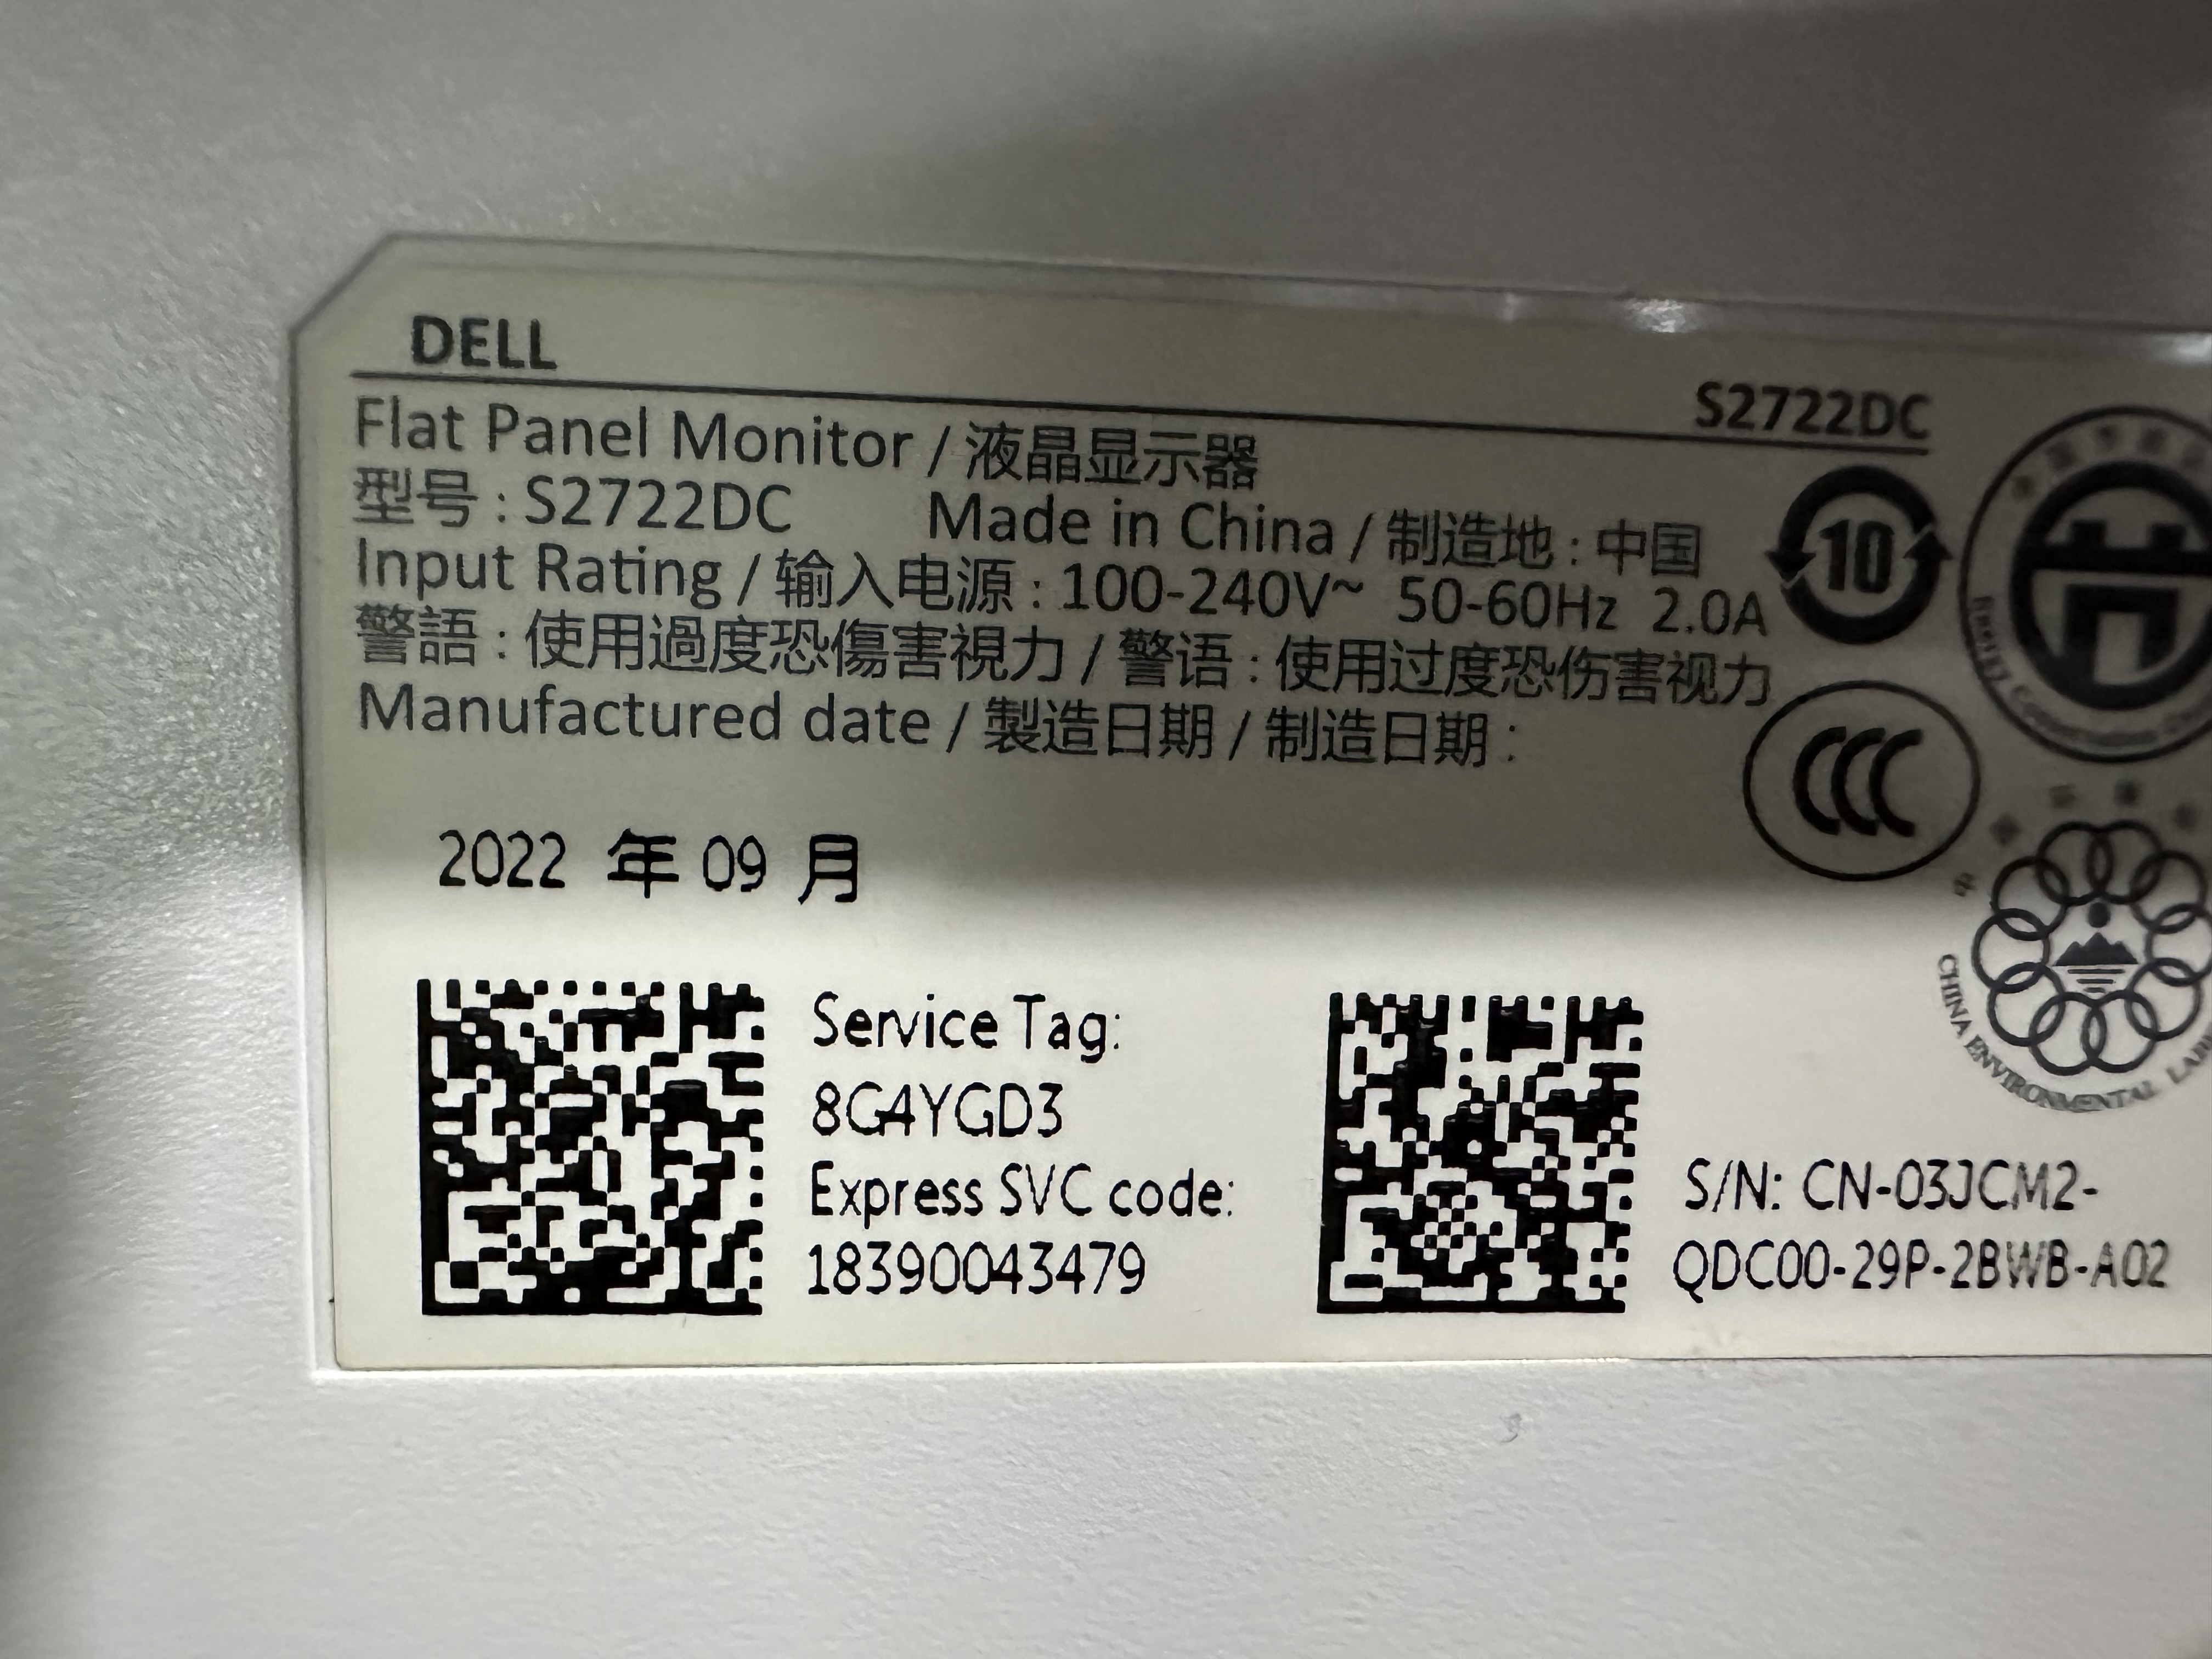 DELL
S2722DC
Flat Panel Monitor / 液晶显示器
型号 : S2722DC Made in China / 制造地 : 中国
Input Rating / 输入电源 : 100-240V~ 50-60Hz 2.0A
警語 : 使用過度恐傷害視力 / 警语 : 使用过度恐伤害视力
Manufactured date / 製造日期 / 制造日期 :
10
CCC
2022 年 09 月
CHINA ENVIRONMENTAL
Service Tag:
8G4YGD3
Express SVC code:
18390043479
S/N: CN-03JCM2-
QDC00-29P-2BWB-A02